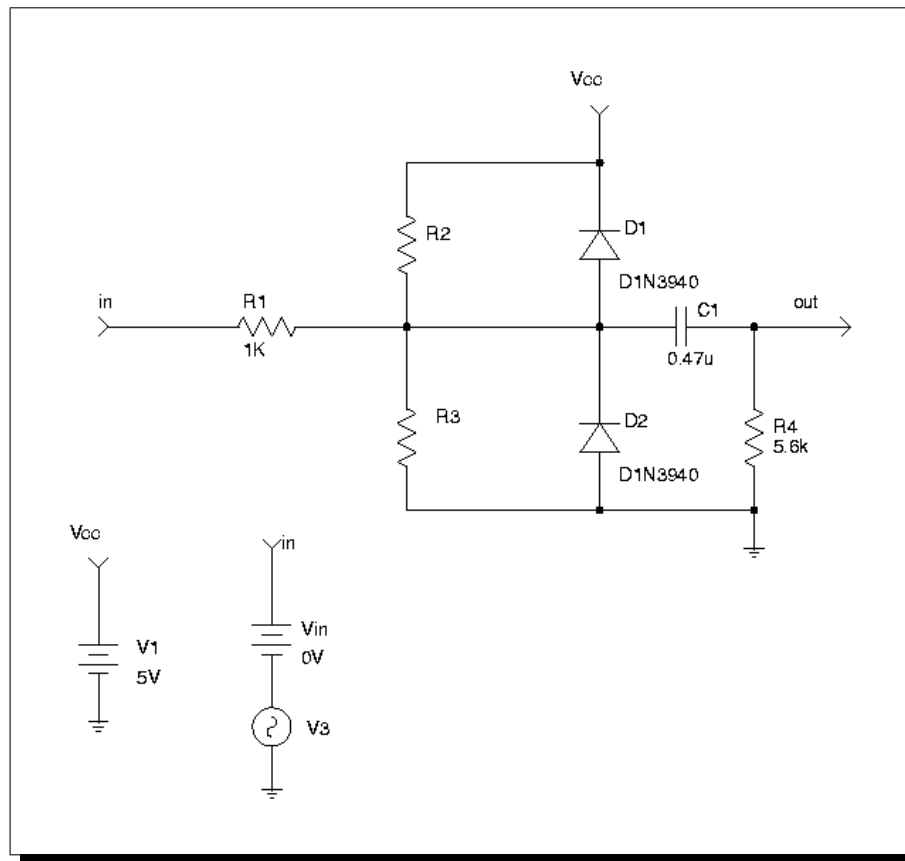 Vcc
R2
D1
D1N3940
in
R1
1K
C1
0.47u
out
R3
D2
D1N3940
R4
5.6k
Vcc
in
V1
5V
Vin
0V
V3